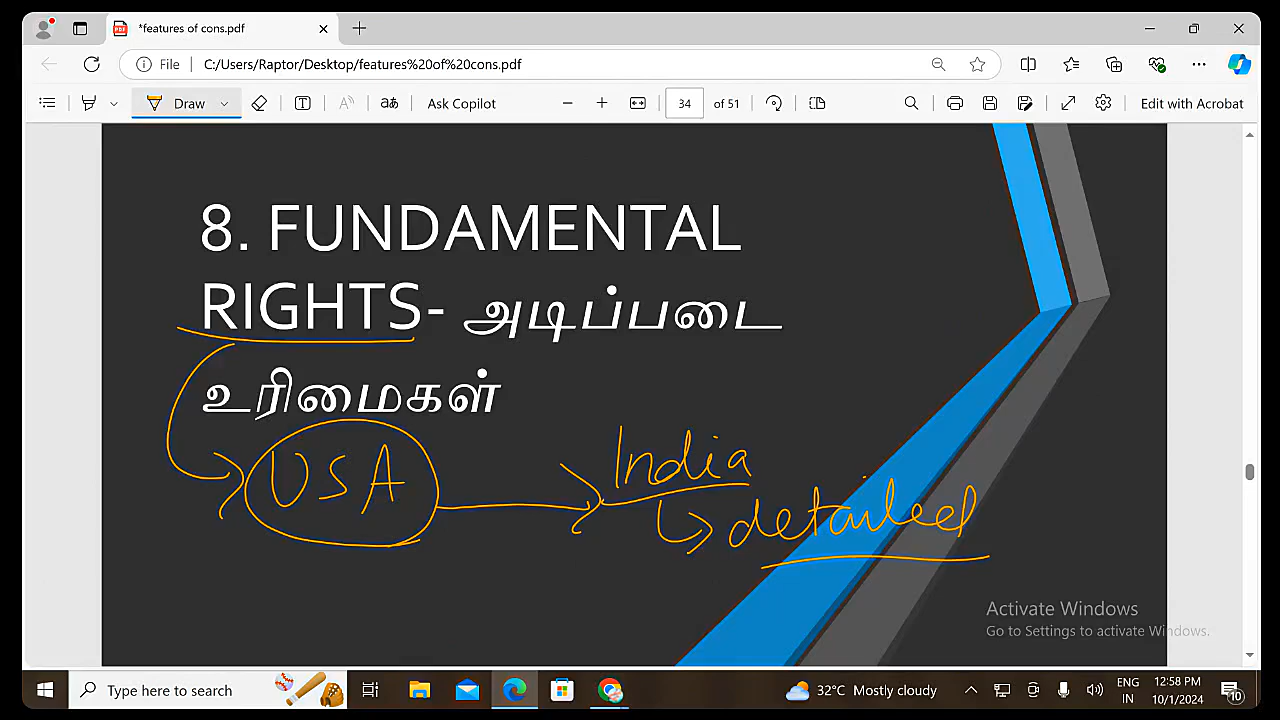 *features of cons.pdf
File
C:/Users/Raptor/Desktop/features%20of%20cons.pdf
Draw
Ask Copilot
34 of 51
Edit with Acrobat
8. FUNDAMENTAL
RIGHTS- அடிப்படை
உரிமைகள்
USA
India
detailed
Activate Windows
Go to Settings to activate Windows.
Type here to search
32°C Mostly cloudy
ENG
IN
12:58 PM
10/1/2024
10